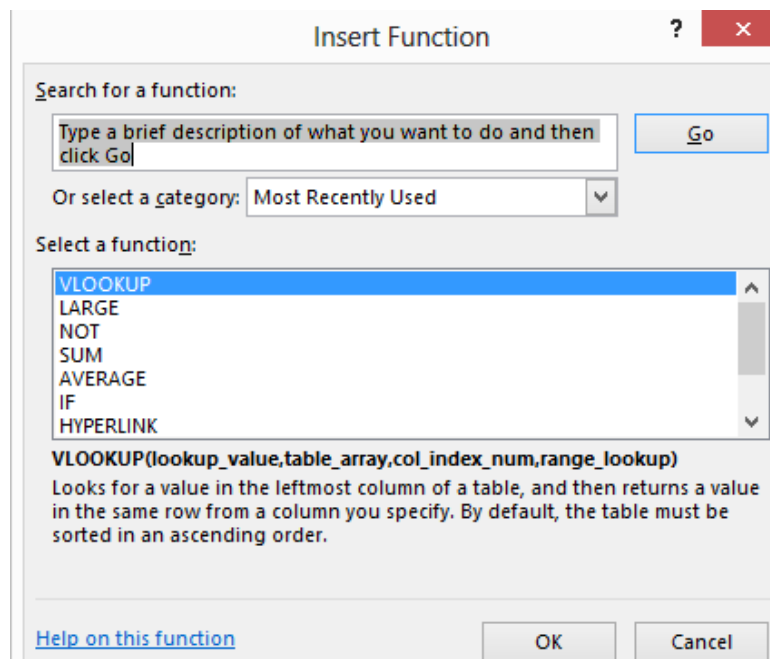 Insert Function
?
Search for a function:
Type a brief description of what you want to do and then
click Go
Go
Or select a category: Most Recently Used
Select a function:
VLOOKUP
LARGE
NOT
SUM
AVERAGE
IF
HYPERLINK
VLOOKUP(lookup_value,table_array,col_index_num,range_lookup)
Looks for a value in the leftmost column of a table, and then returns a value
in the same row from a column you specify. By default, the table must be
sorted in an ascending order.
Help on this function
OK
Cancel